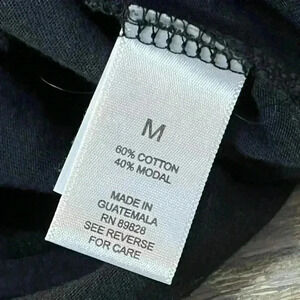 M
60% COTTON
40% MODAL
MADE IN
GUATEMALA
RN 89828
SEE REVERSE
FOR CARE